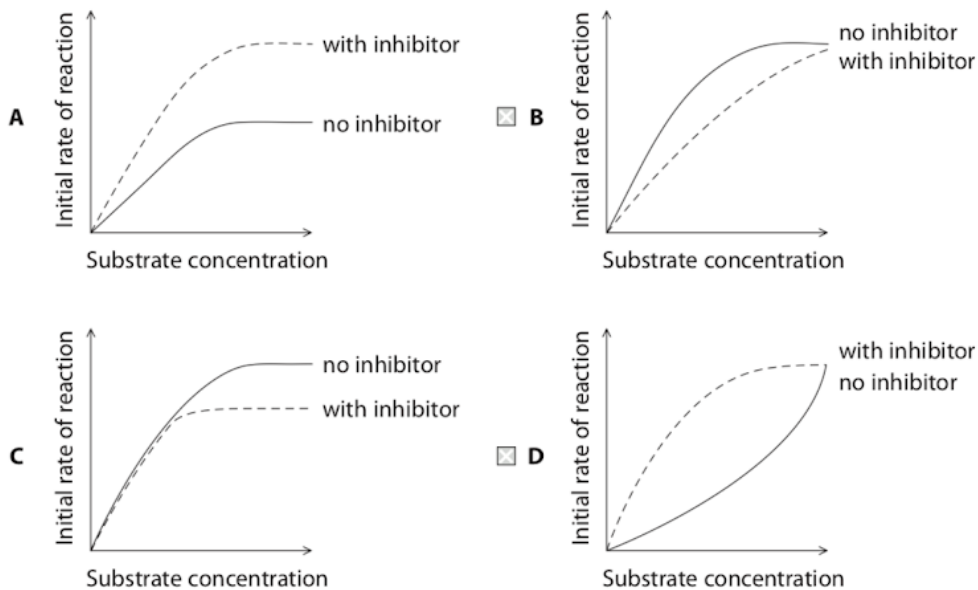 A
Initial rate of reaction
with inhibitor
no inhibitor
Substrate concentration
B
Initial rate of reaction
no inhibitor
with inhibitor
Substrate concentration
C
Initial rate of reaction
no inhibitor
with inhibitor
Substrate concentration
D
Initial rate of reaction
with inhibitor
no inhibitor
Substrate concentration